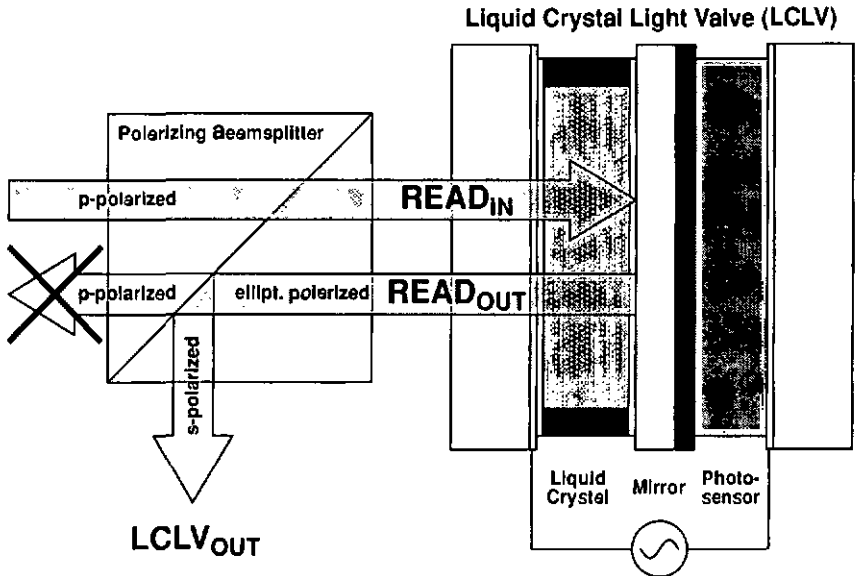 Liquid Crystal Light Valve (LCLV)
Polarizing Beamsplitter
p-polarized
READIN
p-polarized
ellipt. polarized
READOUT
s-polarized
Liquid
Crystal
Mirror
Photo-
sensor
LCLVOUT